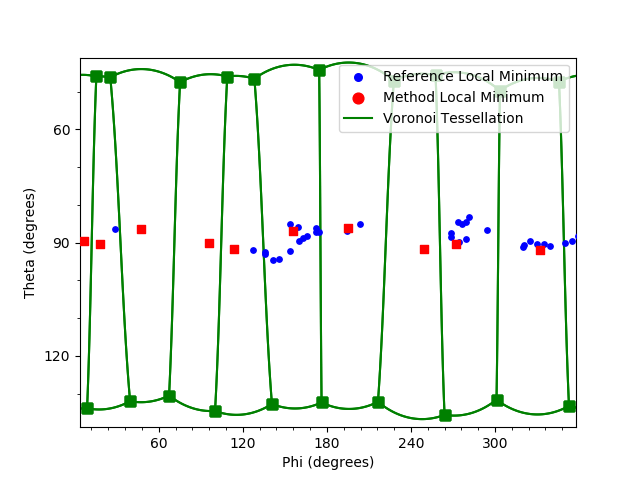 Reference Local Minimum
Method Local Minimum
Voronoi Tessellation
60
90
120
Theta (degrees)
60
120
180
240
300
Phi (degrees)